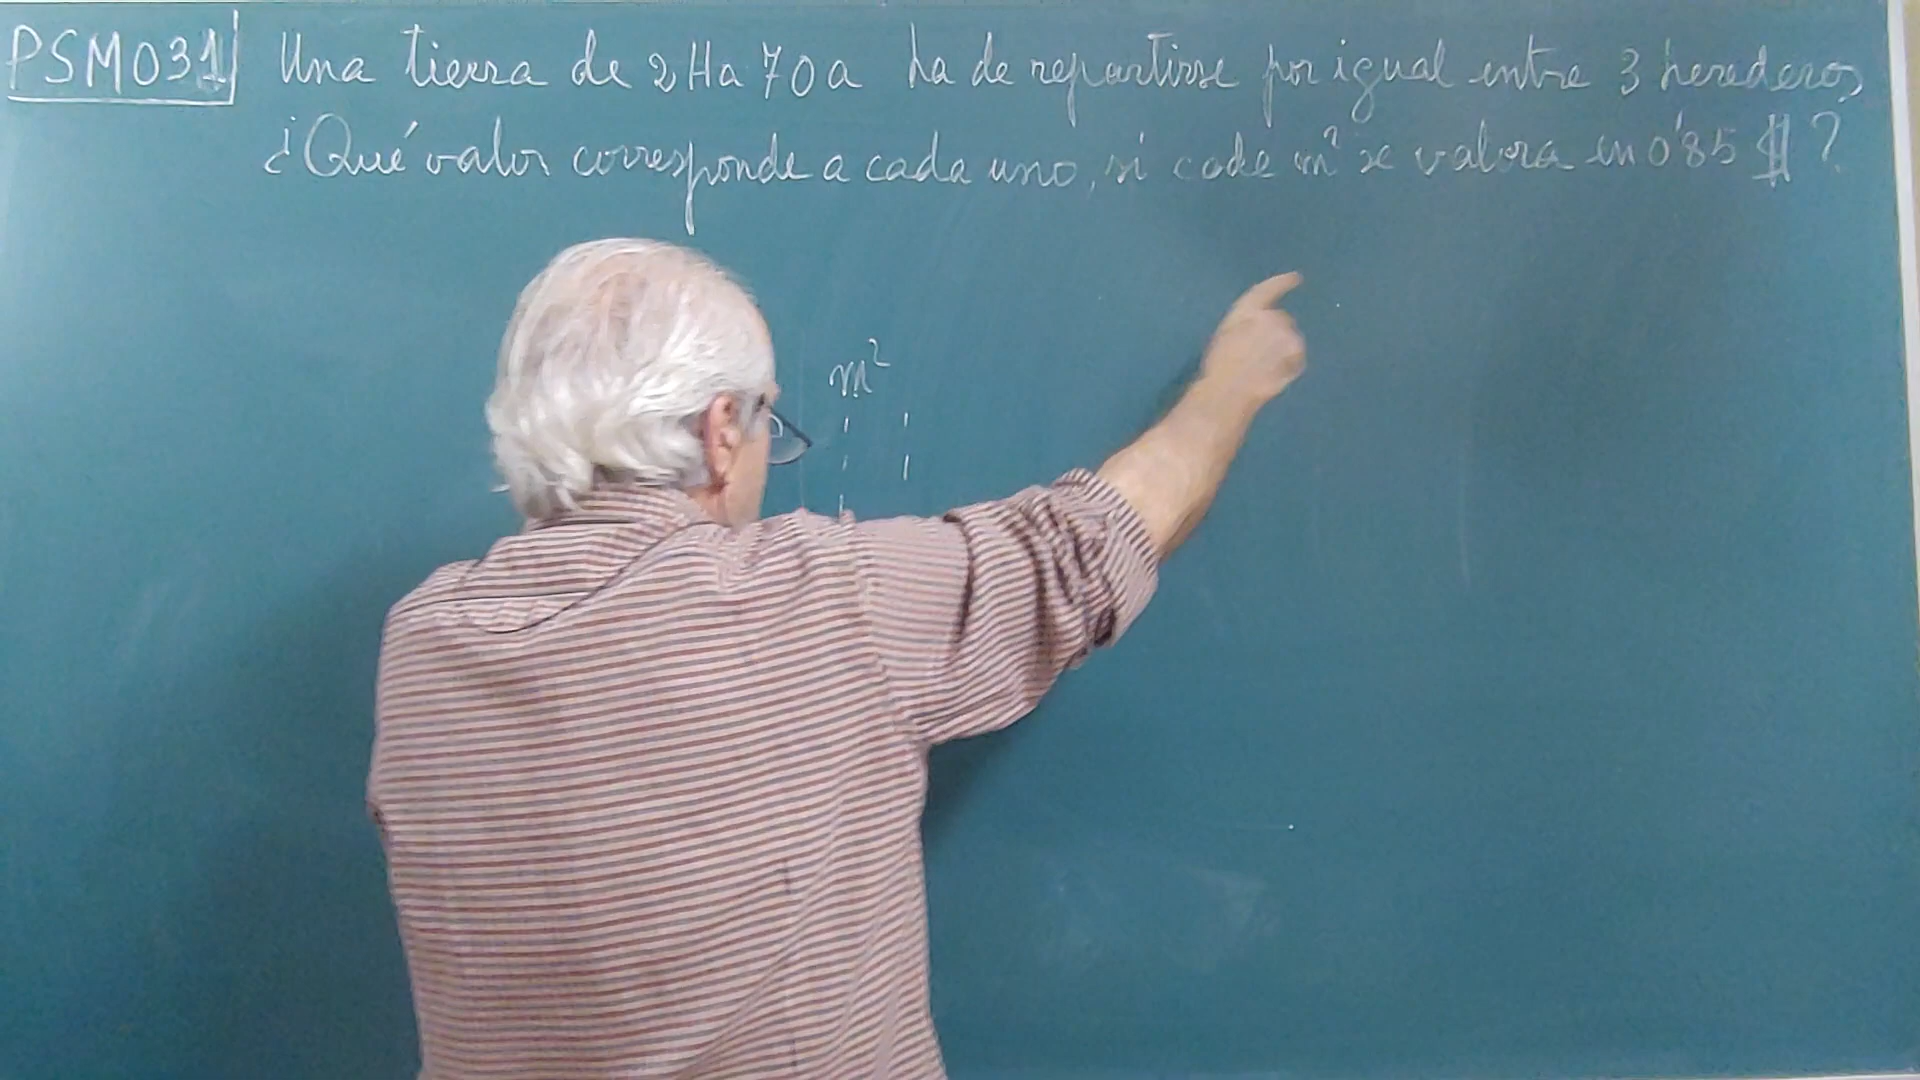 PSM031 Una tierra de 2Ha 70a ha de repartirse por igual entre 3 herederos,
¿Qué valor corresponde a cada uno, si cada m² se valora en 0'85 $?
m²